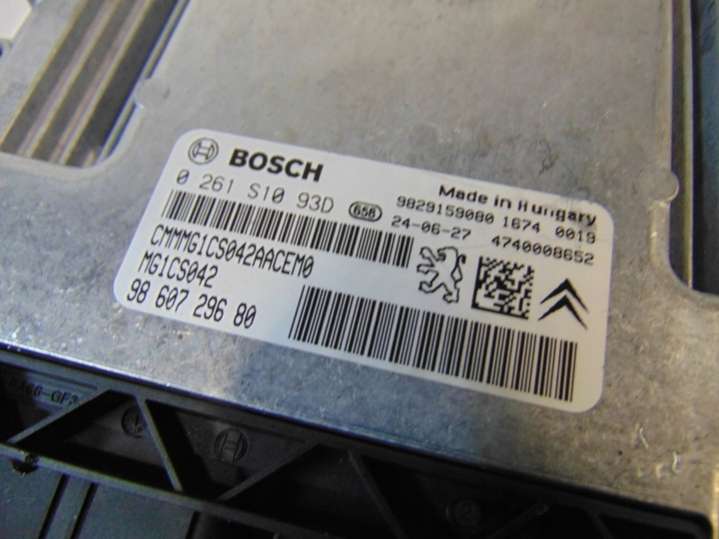 BOSCH
Made in Hungary
0 261 S10 93D 658
9829159080 1674 0019
24-06-27 4740008652
CMMMG1CS042AACEM0
MG1CS042
98 607 296 80